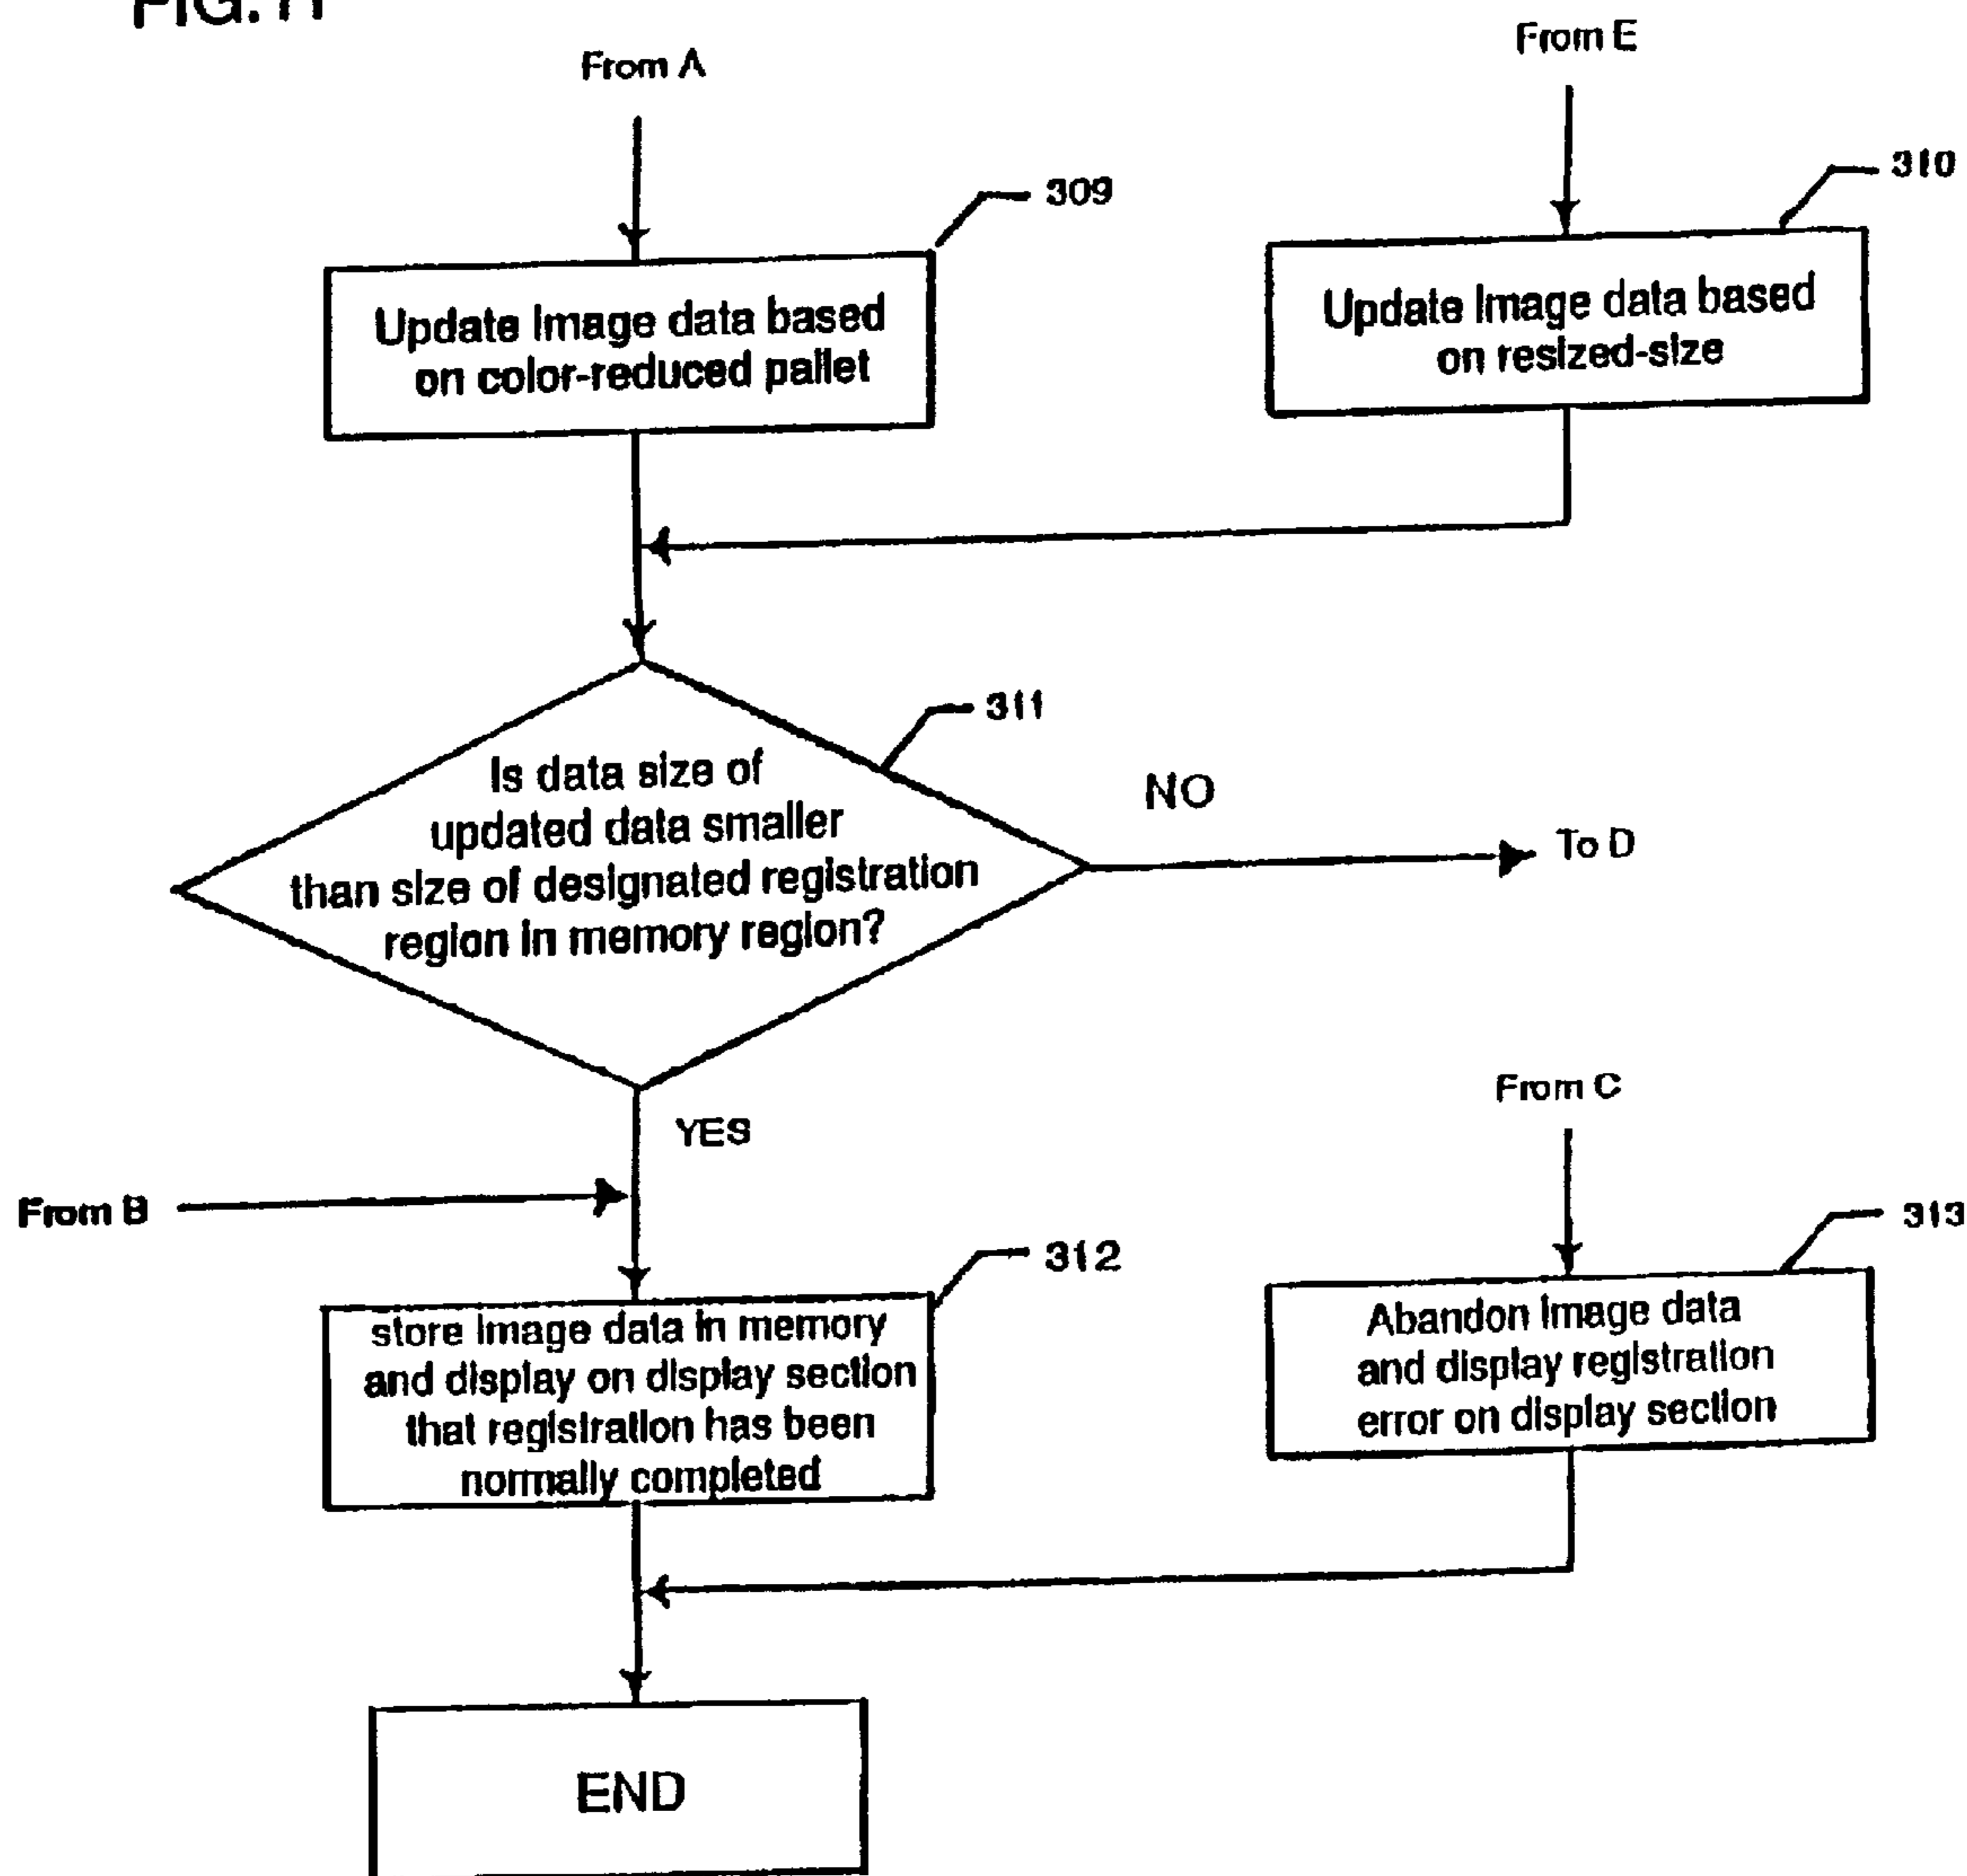 From A
From E
309
310
Update Image data based
on color-reduced pallet
Update Image data based
on resized-size
311
Is data size of
updated data smaller
than size of designated registration
region in memory region?
NO
To D
YES
From B
From C
312
313
store Image data in memory
and display on display section
that registration has been
normally completed
Abandon Image data
and display registration
error on display section
END